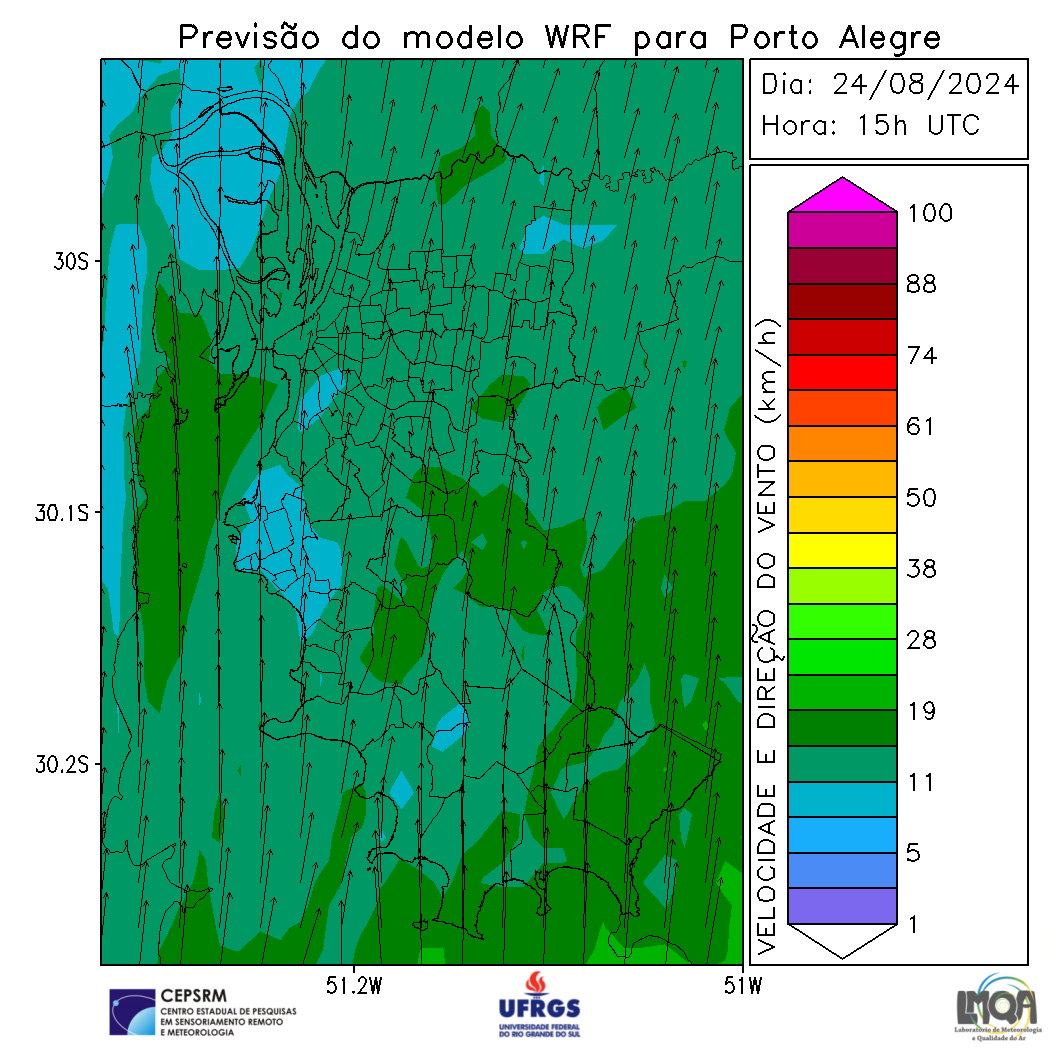 Previsão do modelo WRF para Porto Alegre
Dia: 24/08/2024
Hora: 15h UTC
30S
30.1S
30.2S
51.2W
51W
VELOCIDADE E DIREÇÃO DO VENTO (km/h)
100
88
74
61
50
38
28
19
11
5
1
CEPSRM
CENTRO ESTADUAL DE PESQUISAS
EM SENSORIAMENTO REMOTO
E METEOROLOGIA
UFRGS
UNIVERSIDADE FEDERAL
DO RIO GRANDE DO SUL
LMQA
Laboratório de Meteorologia
e Qualidade do Ar